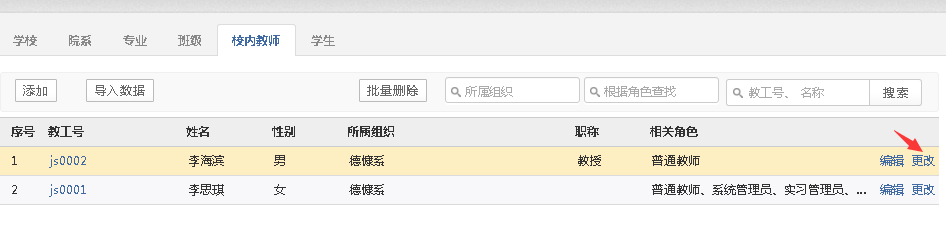 学校 院系 专业 班级 校内教师 学生
添加 导入数据 批量删除 所属组织 根据角色查找 教工号、 名称 搜索
序号 教工号 姓名 性别 所属组织 职称 相关角色
1 js0002 李海滨 男 德慷系 教授 普通教师 编辑 更改
2 js0001 李思琪 女 德慷系 普通教师、系统管理员、实习管理员、... 编辑 更改